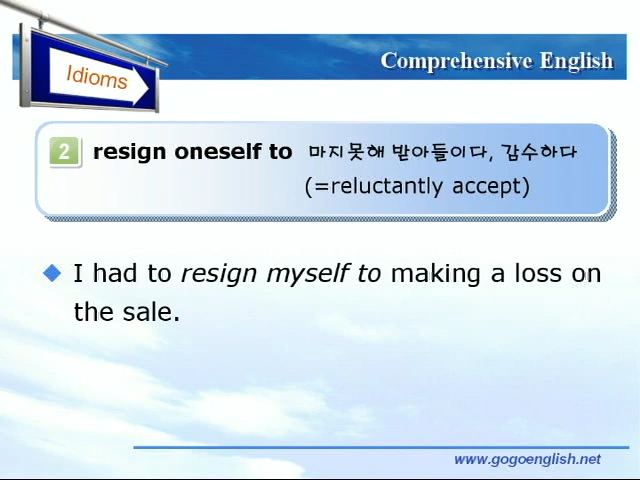 Comprehensive English
Idioms
2 resign oneself to 마지못해 받아들이다, 감수하다
(=reluctantly accept)
I had to resign myself to making a loss on
the sale.
www.gogoenglish.net